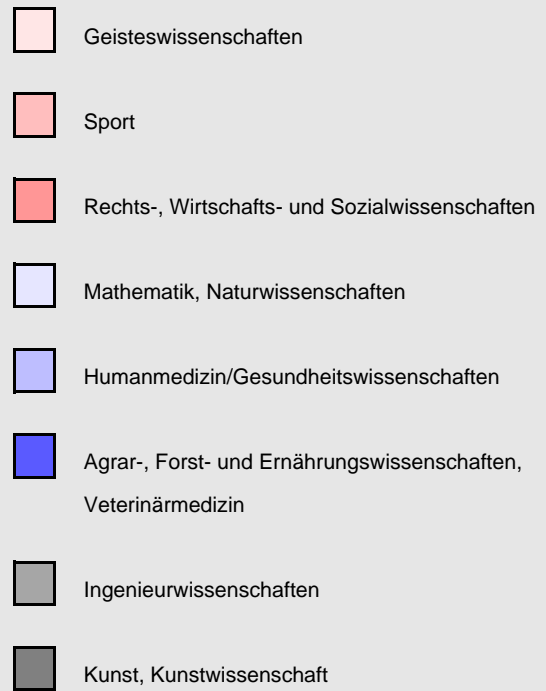 Geisteswissenschaften
Sport
Rechts-, Wirtschafts- und Sozialwissenschaften
Mathematik, Naturwissenschaften
Humanmedizin/Gesundheitswissenschaften
Agrar-, Forst- und Ernährungswissenschaften,
Veterinärmedizin
Ingenieurwissenschaften
Kunst, Kunstwissenschaft